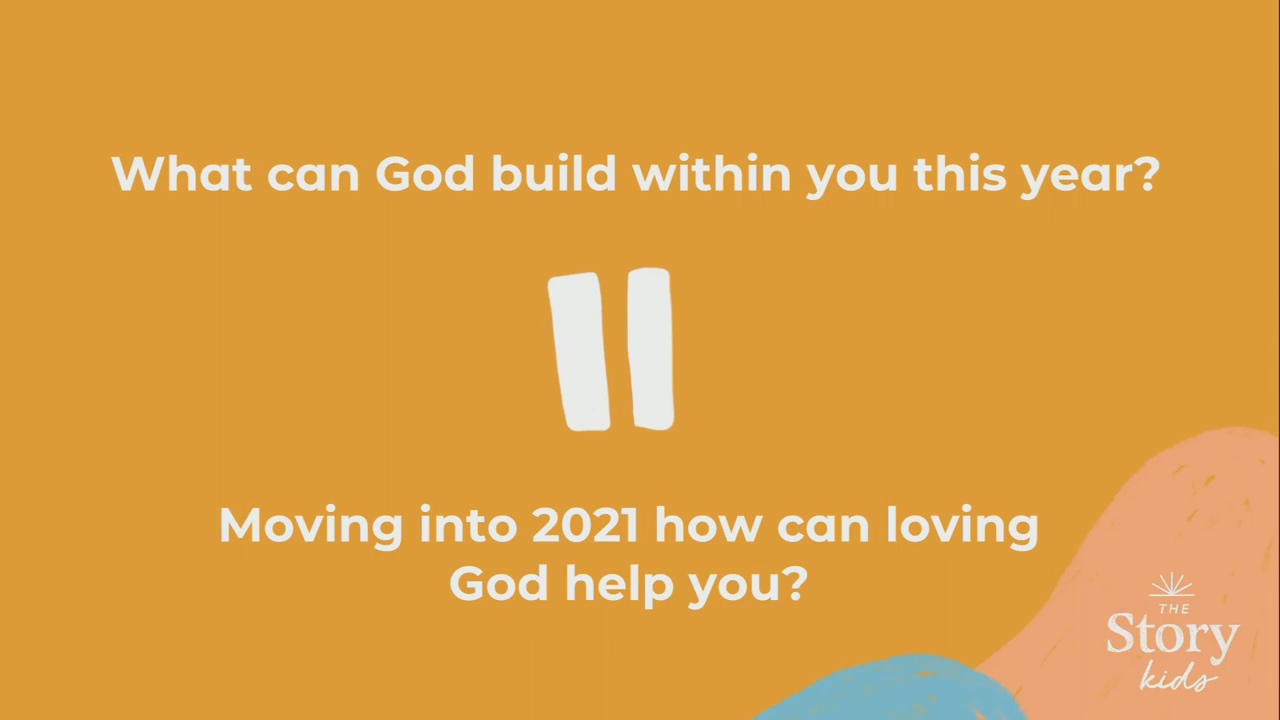 What can God build within you this year?
Moving into 2021 how can loving
God help you?
THE
Story
kids